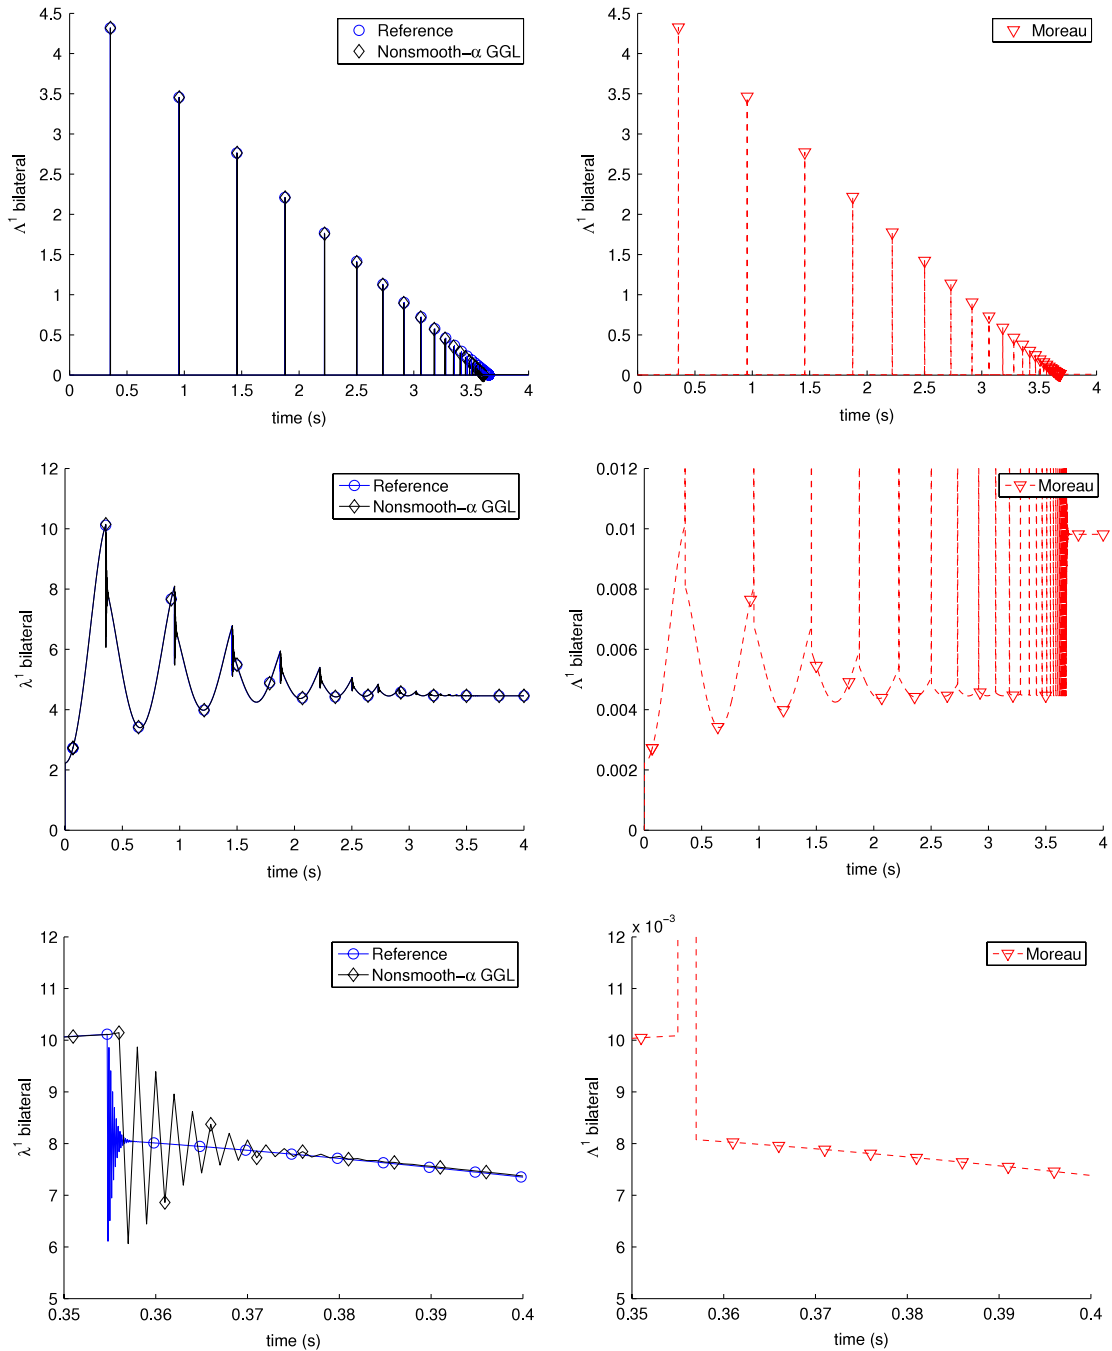 4.5
4
3.5
3
2.5
2
1.5
1
0.5
0
Λ¹ bilateral
Reference
Nonsmooth−α GGL
0 0.5 1 1.5 2 2.5 3 3.5 4
time (s)
4.5
4
3.5
3
2.5
2
1.5
1
0.5
0
Λ¹ bilateral
Moreau
0 0.5 1 1.5 2 2.5 3 3.5 4
time (s)
12
10
8
6
4
2
0
λ¹ bilateral
Reference
Nonsmooth−α GGL
0 0.5 1 1.5 2 2.5 3 3.5 4
time (s)
0.012
0.01
0.008
0.006
0.004
0.002
0
Λ¹ bilateral
Moreau
0 0.5 1 1.5 2 2.5 3 3.5 4
time (s)
12
11
10
9
8
7
6
5
λ¹ bilateral
Reference
Nonsmooth−α GGL
0.35 0.36 0.37 0.38 0.39 0.4
time (s)
x 10⁻³
12
11
10
9
8
7
6
5
Λ¹ bilateral
Moreau
0.35 0.36 0.37 0.38 0.39 0.4
time (s)